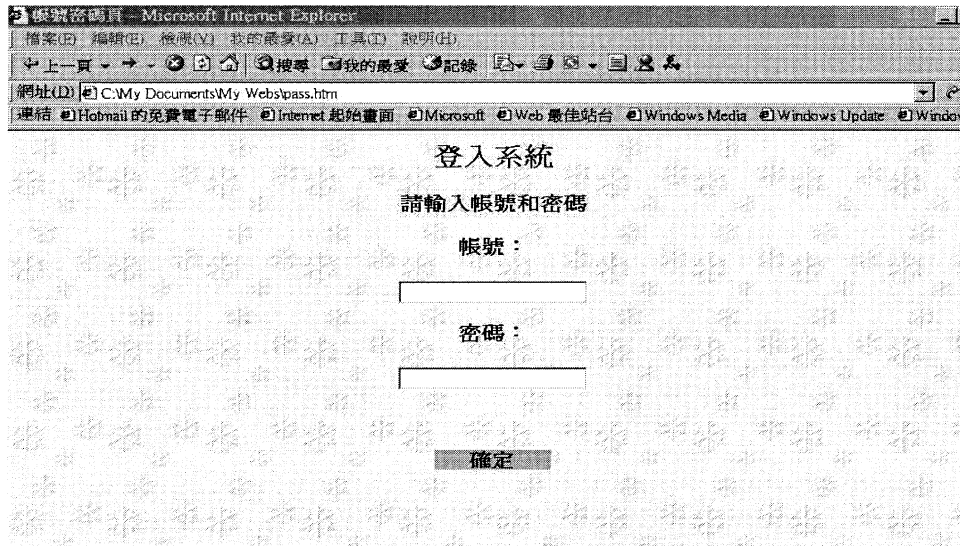 帳號密碼頁 - Microsoft Internet Explorer
檔案(F) 編輯(E) 檢視(V) 我的最愛(A) 工具(T) 說明(H)
上一頁 搜尋 我的最愛 記錄
網址(D) C:\My Documents\My Webs\pass.htm
連結 Hotmail 的免費電子郵件 Internet 起始畫面 Microsoft Web 最佳站台 Windows Media Windows Update Window
登入系統
請輸入帳號和密碼
帳號：
密碼：
確定